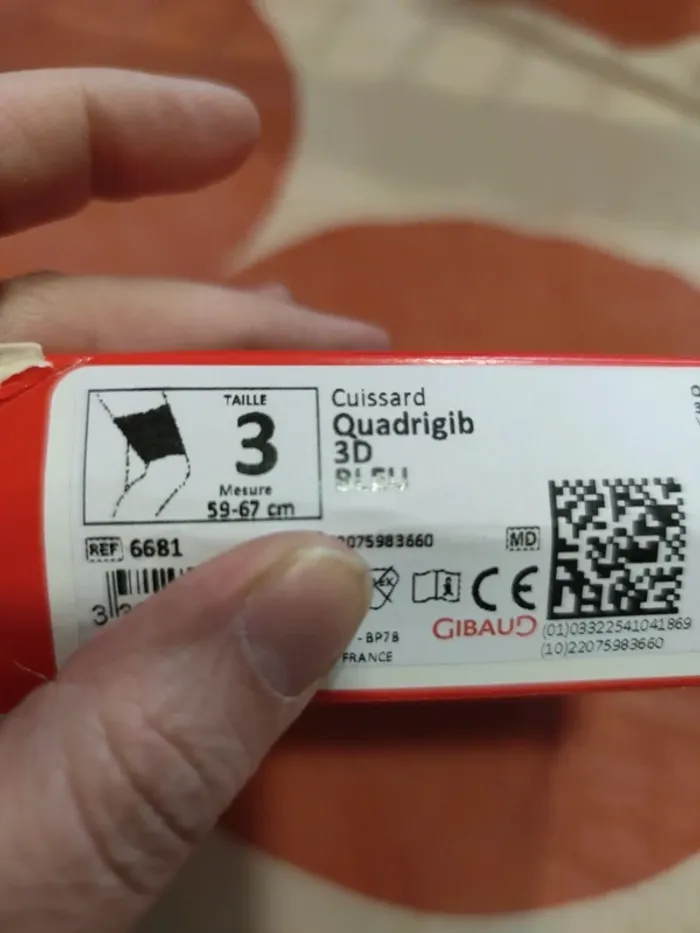 TAILLE
3
Mesure
59-67 cm
Cuissard
Quadrigib
3D
BLEU
REF 6681
2075983660
MD
CE
- BP78
FRANCE
GIBAUD
(01)03322541041869
(10)22075983660